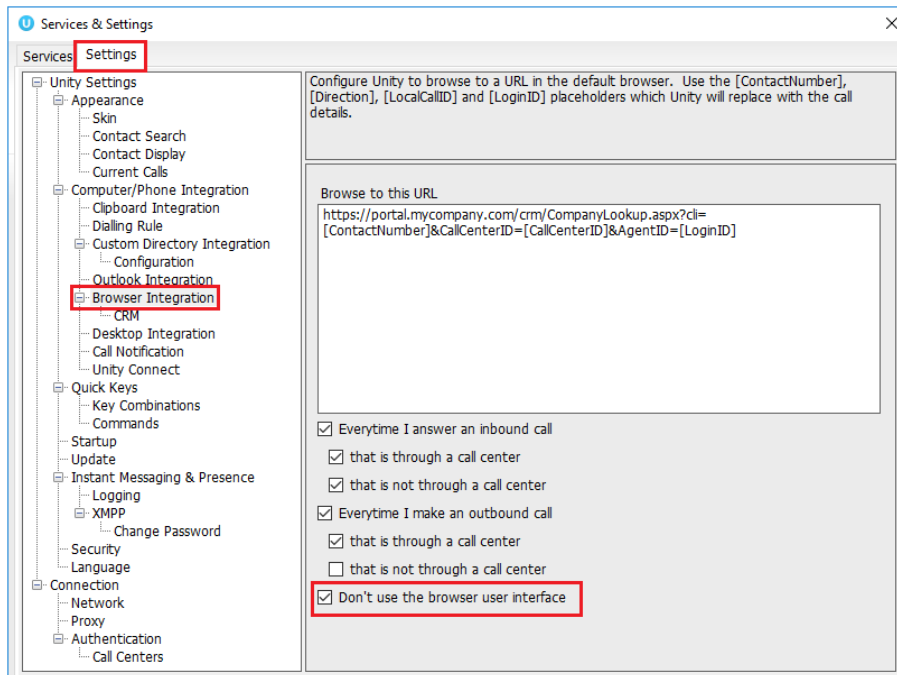 Services & Settings
Services
Settings
Unity Settings
Appearance
Skin
Contact Search
Contact Display
Current Calls
Computer/Phone Integration
Clipboard Integration
Dialling Rule
Custom Directory Integration
Configuration
Outlook Integration
Browser Integration
CRM
Desktop Integration
Call Notification
Unity Connect
Quick Keys
Key Combinations
Commands
Startup
Update
Instant Messaging & Presence
Logging
XMPP
Change Password
Security
Language
Connection
Network
Proxy
Authentication
Call Centers
Configure Unity to browse to a URL in the default browser. Use the [ContactNumber],
[Direction], [LocalCallID] and [LoginID] placeholders which Unity will replace with the call
details.
Browse to this URL
https://portal.mycompany.com/crm/CompanyLookup.aspx?cli=
[ContactNumber]&CallCenterID=[CallCenterID]&AgentID=[LoginID]
Everytime I answer an inbound call
that is through a call center
that is not through a call center
Everytime I make an outbound call
that is through a call center
that is not through a call center
Don't use the browser user interface